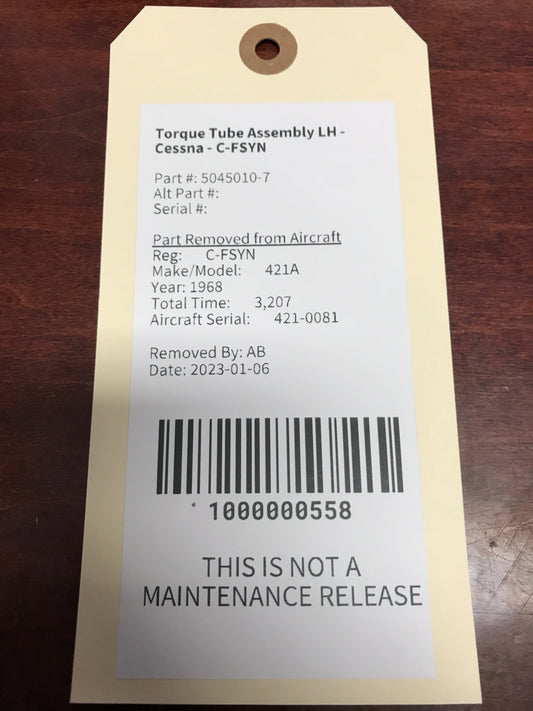 Torque Tube Assembly LH -
Cessna - C-FSYN
Part #: 5045010-7
Alt Part #:
Serial #:
Part Removed from Aircraft
Reg: C-FSYN
Make/Model: 421A
Year: 1968
Total Time: 3,207
Aircraft Serial: 421-0081
Removed By: AB
Date: 2023-01-06
1000000558
THIS IS NOT A
MAINTENANCE RELEASE